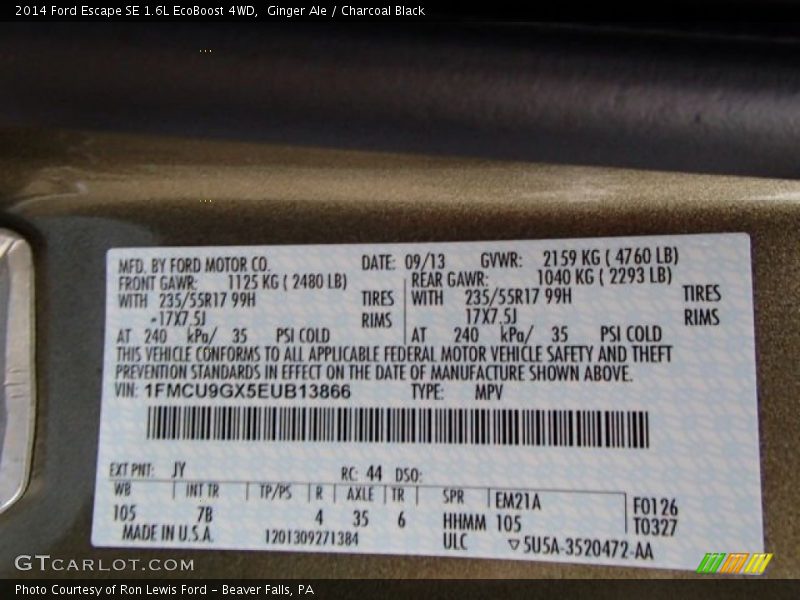 2014 Ford Escape SE 1.6L EcoBoost 4WD,  Ginger Ale / Charcoal Black
MFD. BY FORD MOTOR CO. DATE: 09/13 GVWR: 2159 KG ( 4760 LB)
FRONT GAWR: 1125 KG ( 2480 LB) REAR GAWR: 1040 KG ( 2293 LB)
WITH 235/55R17 99H TIRES WITH 235/55R17 99H TIRES
17X7.5J RIMS 17X7.5J RIMS
AT 240 kPa/ 35 PSI COLD AT 240 kPa/ 35 PSI COLD
THIS VEHICLE CONFORMS TO ALL APPLICABLE FEDERAL MOTOR VEHICLE SAFETY AND THEFT
PREVENTION STANDARDS IN EFFECT ON THE DATE OF MANUFACTURE SHOWN ABOVE.
VIN: 1FMCU9GX5EUB13866 TYPE: MPV
EXT PNT: JY RC: 44 DSO:
WB INT TR TP/PS R AXLE TR SPR EM21A F0126
105 7B 4 35 6 HHMM 105 T0327
MADE IN U.S.A. 1201309271384 ULC ▽5U5A-3520472-AA
GTCARLOT.COM
Photo Courtesy of Ron Lewis Ford – Beaver Falls, PA